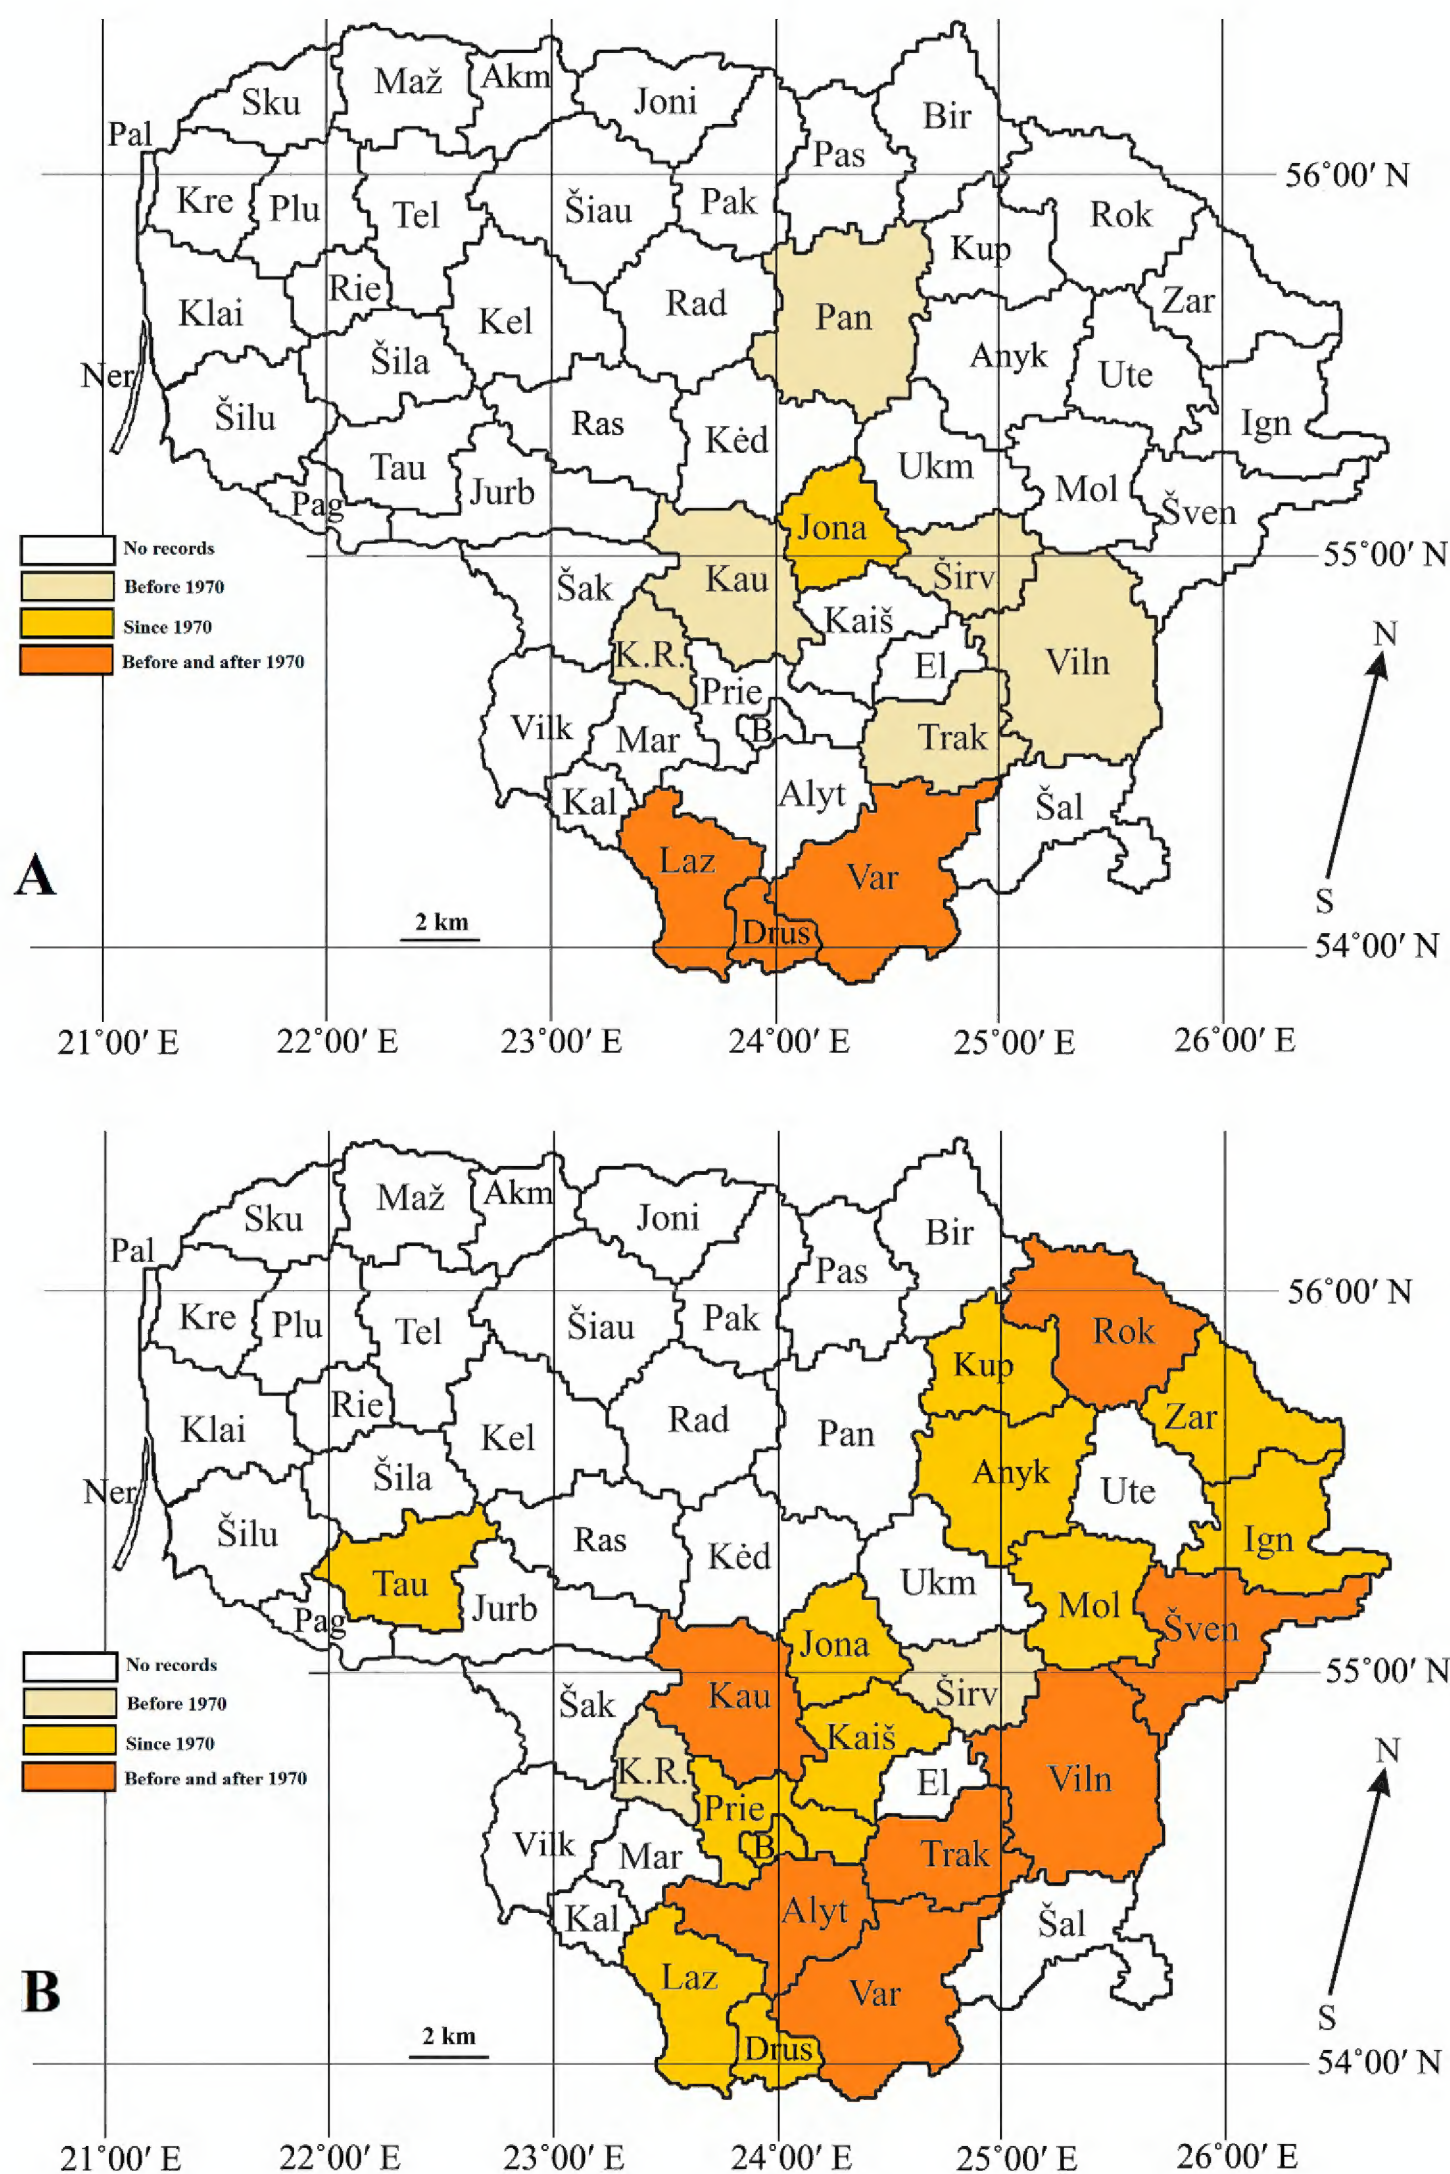 Sku
Maž
Akm
Joni
Bir
Pal
Pas
Kre
Plu
Tel
Šiau
Pak
Rok
56°00′ N
Kup
Klai
Rie
Kel
Rad
Pan
Zar
Ner
Šila
Anyk
Ute
Šilu
Ras
Kėd
Ign
Tau
Jurb
Ukm
Mol
Pag
Jona
Šven
No records
Before 1970
Since 1970
Before and after 1970
55°00′ N
Šak
Kau
Širv
Kaiš
K.R.
El
Viln
N
Prie
Vilk
Mar
B
Trak
Kal
Alyt
Šal
A
Laz
Var
S
2 km
Drus
54°00′ N
21°00′ E
22°00′ E
23°00′ E
24°00′ E
25°00′ E
26°00′ E
Sku
Maž
Akm
Joni
Bir
Pal
Pas
Kre
Plu
Tel
Šiau
Pak
Rok
56°00′ N
Kup
Klai
Rie
Kel
Rad
Pan
Zar
Ner
Šila
Anyk
Ute
Šilu
Ras
Kėd
Ign
Tau
Jurb
Ukm
Mol
Pag
Jona
Šven
No records
Before 1970
Since 1970
Before and after 1970
55°00′ N
Šak
Kau
Širv
Kaiš
K.R.
El
Viln
N
Prie
Vilk
Mar
B
Trak
Kal
Alyt
Šal
B
Laz
Var
S
2 km
Drus
54°00′ N
21°00′ E
22°00′ E
23°00′ E
24°00′ E
25°00′ E
26°00′ E